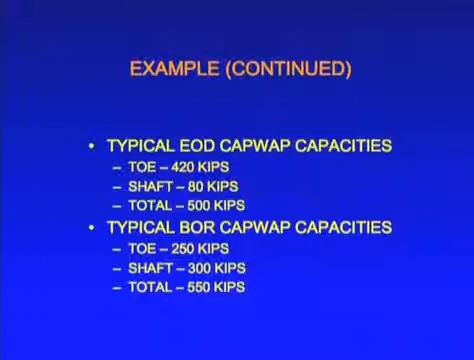 EXAMPLE (CONTINUED)
• TYPICAL EOD CAPWAP CAPACITIES
– TOE – 420 KIPS
– SHAFT – 80 KIPS
– TOTAL – 500 KIPS
• TYPICAL BOR CAPWAP CAPACITIES
– TOE – 250 KIPS
– SHAFT – 300 KIPS
– TOTAL – 550 KIPS